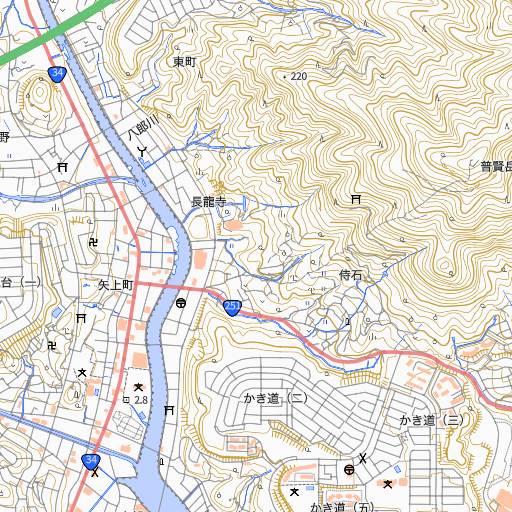 東町
34
220
八郎川
野
普賢岳
長龍寺
侍石
台（一）
矢上町
251
かき道（二）
2.8
かき道（三）
34
かき道（五）